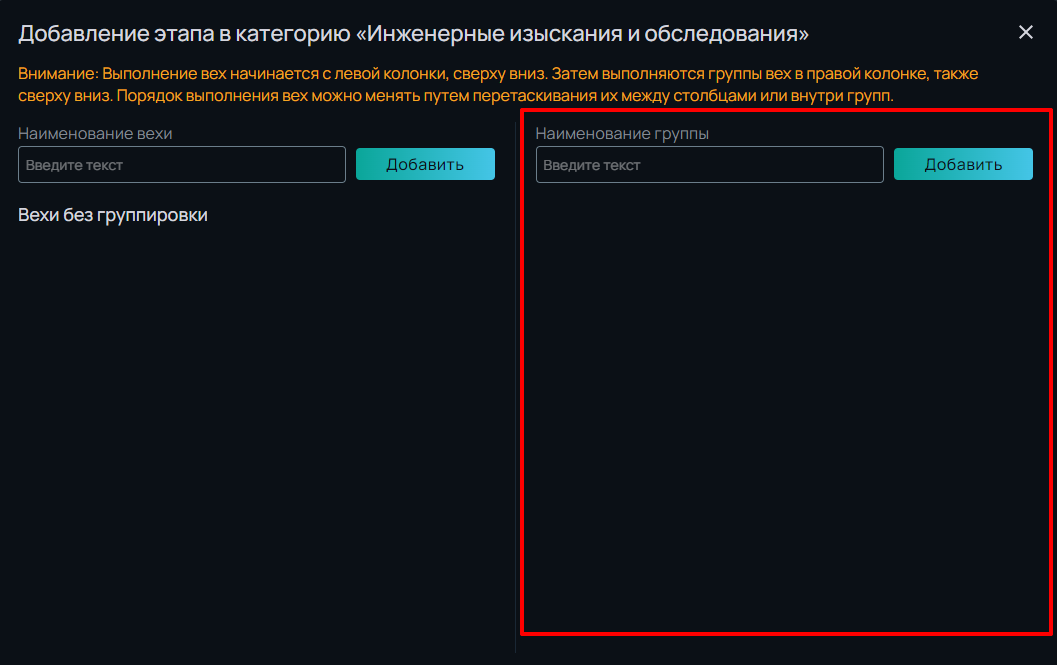 Добавление этапа в категорию «Инженерные изыскания и обследования»
Внимание: Выполнение вех начинается с левой колонки, сверху вниз. Затем выполняются группы вех в правой колонке, также
сверху вниз. Порядок выполнения вех можно менять путем перетаскивания их между столбцами или внутри групп.
Наименование вехи
Введите текст
Добавить
Вехи без группировки
Наименование группы
Введите текст
Добавить